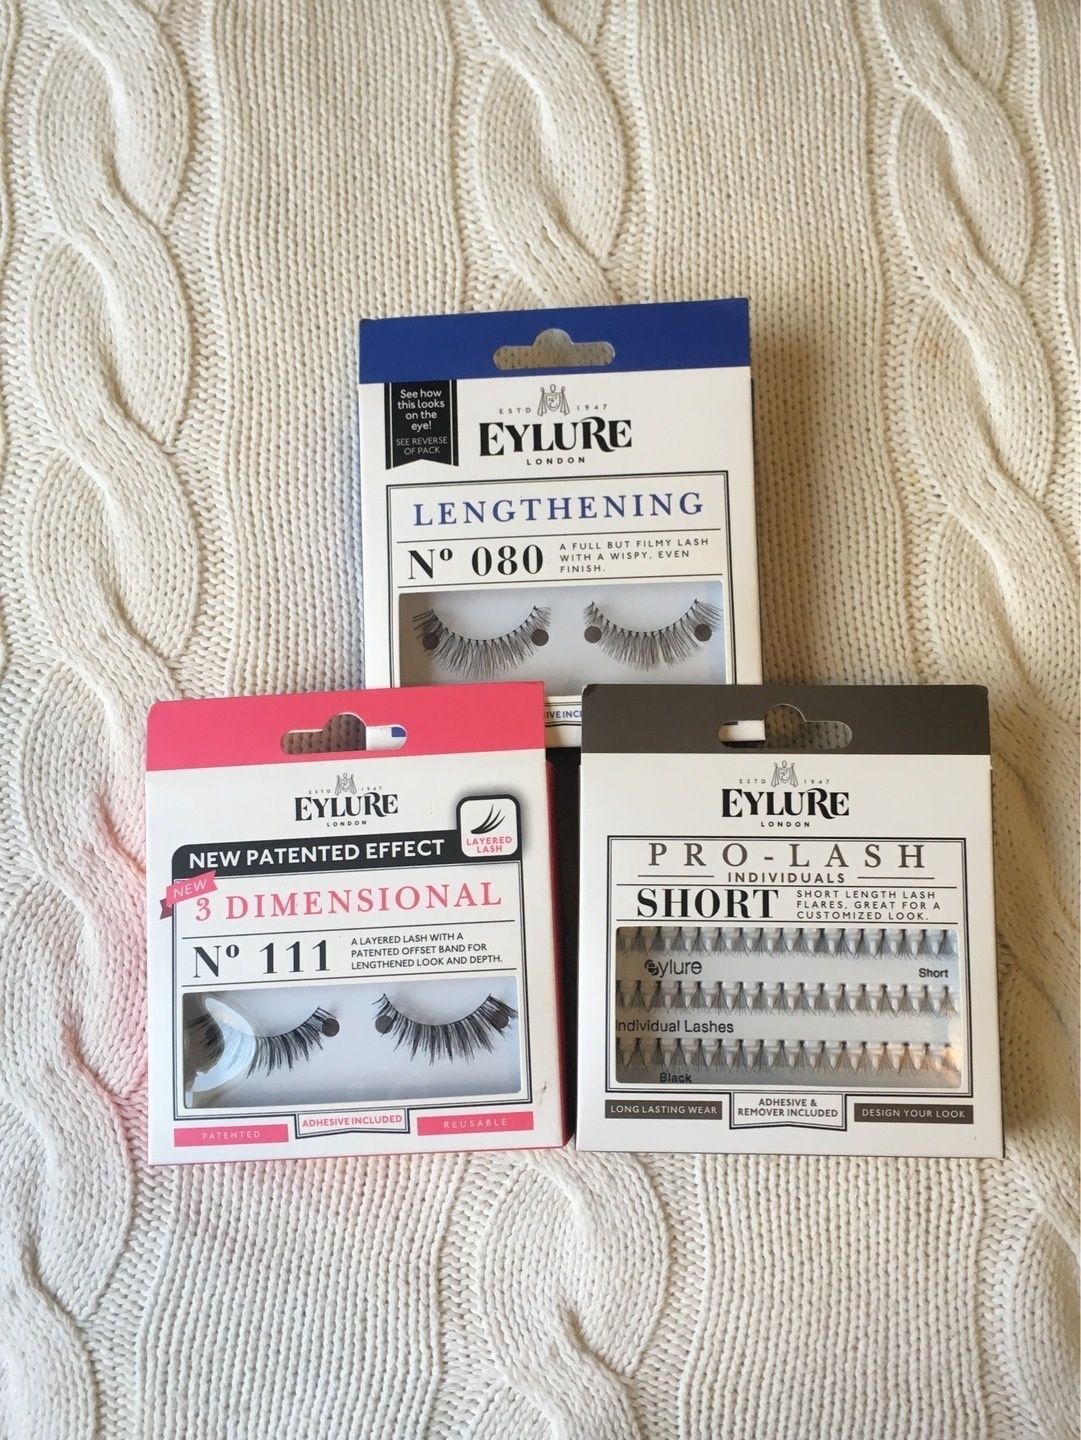 See how
this looks
on the
eye!
SEE REVERSE
OF PACK
ESTD 1947
EYLURE
LONDON
LENGTHENING
Nº 080
A FULL BUT FILMY LASH
WITH A WISPY, EVEN
FINISH.
ESTD 1947
EYLURE
LONDON
NEW PATENTED EFFECT
LAYERED
LASH
NEW
3 DIMENSIONAL
Nº 111
A LAYERED LASH WITH A
PATENTED OFFSET BAND FOR
LENGTHENED LOOK AND DEPTH.
PATENTED
ADHESIVE INCLUDED
REUSABLE
ESTD 1947
EYLURE
LONDON
PRO-LASH
INDIVIDUALS
SHORT
SHORT LENGTH LASH
FLARES, GREAT FOR A
CUSTOMIZED LOOK.
eylure
Short
Individual Lashes
Black
LONG LASTING WEAR
ADHESIVE &
REMOVER INCLUDED
DESIGN YOUR LOOK